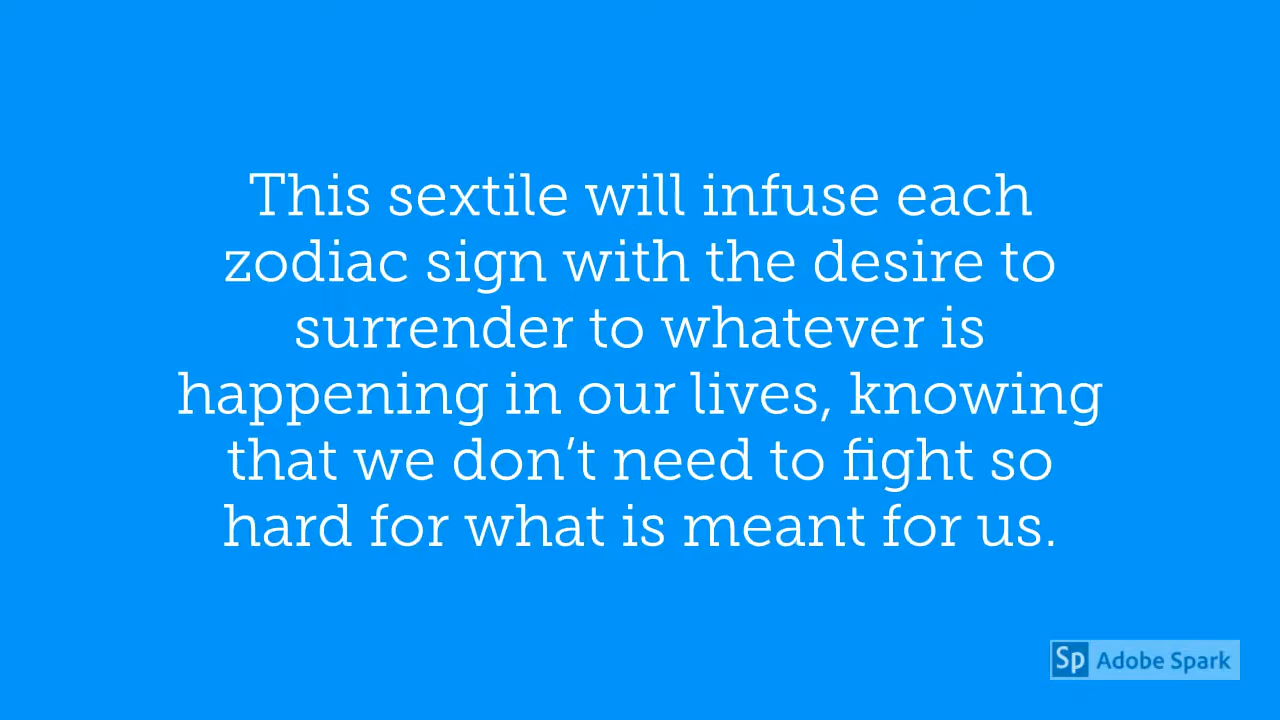 This sextile will infuse each
zodiac sign with the desire to
surrender to whatever is
happening in our lives, knowing
that we don’t need to fight so
hard for what is meant for us.
Sp Adobe Spark